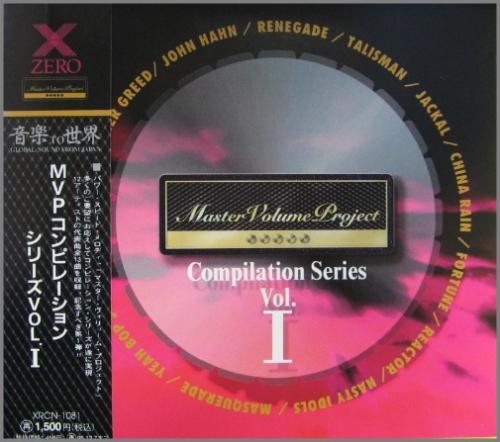 X
ZERO
Master Volume Project
音楽to世界
GLOBAL SOUND FROM JAPAN
MVPコンピレーション
シリーズVOL.I
XRCN-1081
1,500円(税込)
ER GREED / JOHN HAHN / RENEGADE / TALISMAN / JACKAL / CHINA RAIN / FORTUNE / REACTOR / NASTY IDOLS / MASQUERADE / YEAH BOP
Master Volume Project
Compilation Series
Vol.
I